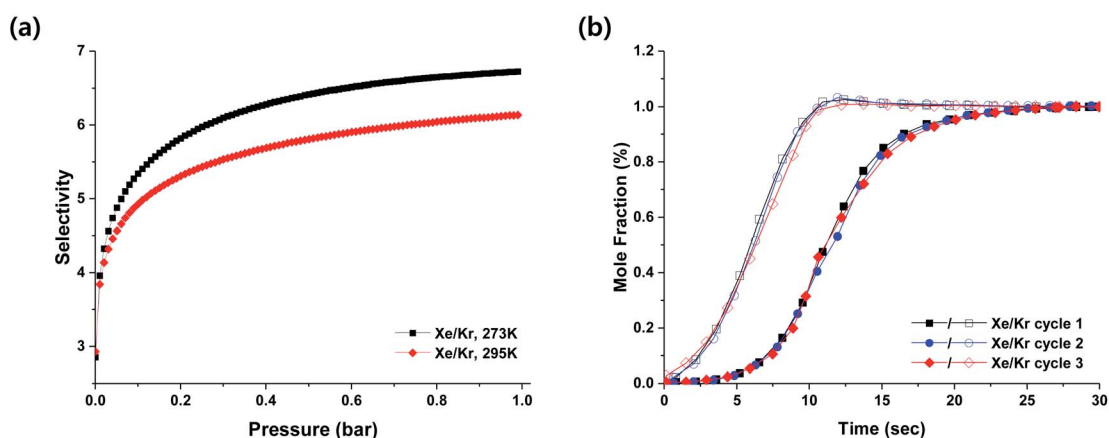 (a)
7
6
5
4
3
Selectivity
0.0 0.2 0.4 0.6 0.8 1.0
Pressure (bar)
Xe/Kr, 273K
Xe/Kr, 295K
(b)
1.2
1.0
0.8
0.6
0.4
0.2
0.0
Mole Fraction (%)
0 5 10 15 20 25 30
Time (sec)
/ Xe/Kr cycle 1
/ Xe/Kr cycle 2
/ Xe/Kr cycle 3